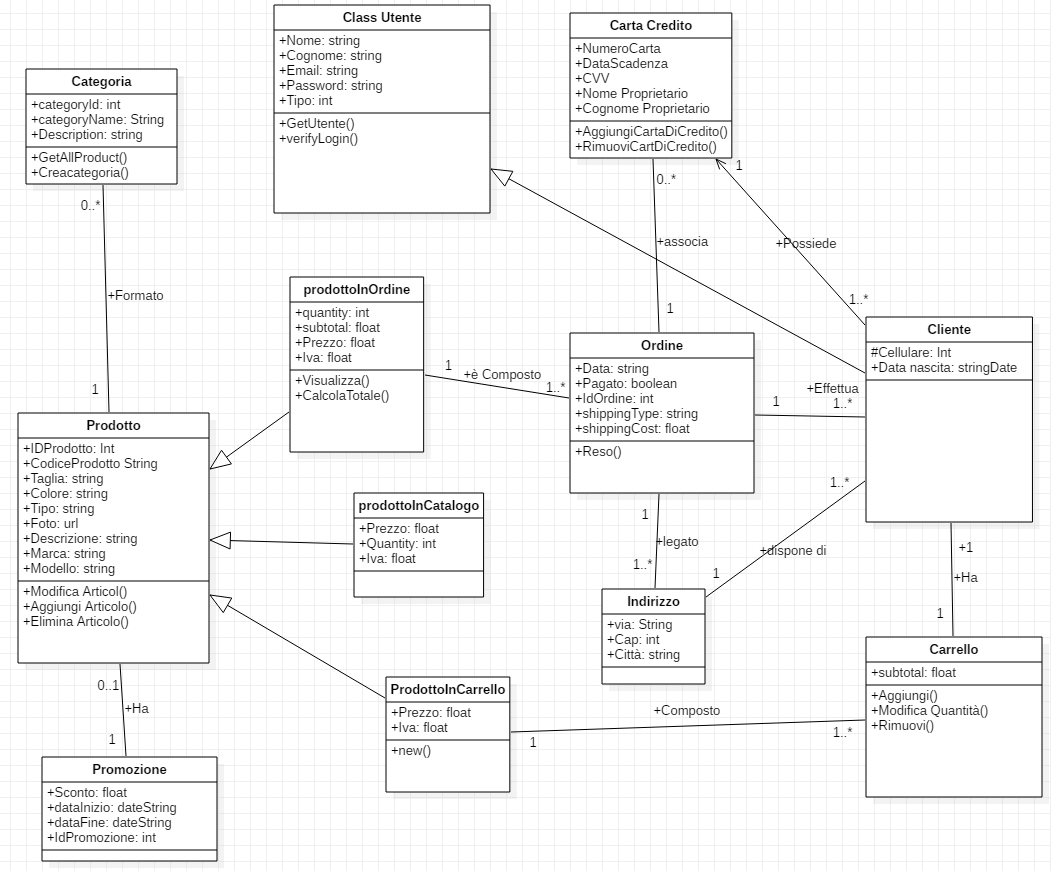 Class Utente
+Nome: string
+Cognome: string
+Email: string
+Password: string
+Tipo: int
+GetUtente()
+verifyLogin()
Carta Credito
+NumeroCarta
+DataScadenza
+CVV
+Nome Proprietario
+Cognome Proprietario
+AggiungiCartaDiCredito()
+RimuoviCartDiCredito()
Categoria
+categoryId: int
+categoryName: String
+Description: string
+GetAllProduct()
+Creacategoria()
0..*
+Formato
1
0..*
+associa
1
1
+Possiede
1..*
prodottoInOrdine
+quantity: int
+subtotal: float
+Prezzo: float
+Iva: float
+Visualizza()
+CalcolaTotale()
1
+è Composto
1..*
Ordine
+Data: string
+Pagato: boolean
+IdOrdine: int
+shippingType: string
+shippingCost: float
+Reso()
Cliente
#Cellulare: Int
+Data nascita: stringDate
+Effettua
1
1..*
Prodotto
+IDProdotto: Int
+CodiceProdotto String
+Taglia: string
+Colore: string
+Tipo: string
+Foto: url
+Descrizione: string
+Marca: string
+Modello: string
+Modifica Articol()
+Aggiungi Articolo()
+Elimina Articolo()
prodottoInCatalogo
+Prezzo: float
+Quantity: int
+Iva: float
1
+legato
1..*
1..*
+dispone di
1
+1
+Ha
1
Indirizzo
+via: String
+Cap: int
+Città: string
Carrello
+subtotal: float
+Aggiungi()
+Modifica Quantità()
+Rimuovi()
ProdottoInCarrello
+Prezzo: float
+Iva: float
+new()
+Composto
1
1..*
0..1
+Ha
1
Promozione
+Sconto: float
+dataInizio: dateString
+dataFine: dateString
+IdPromozione: int